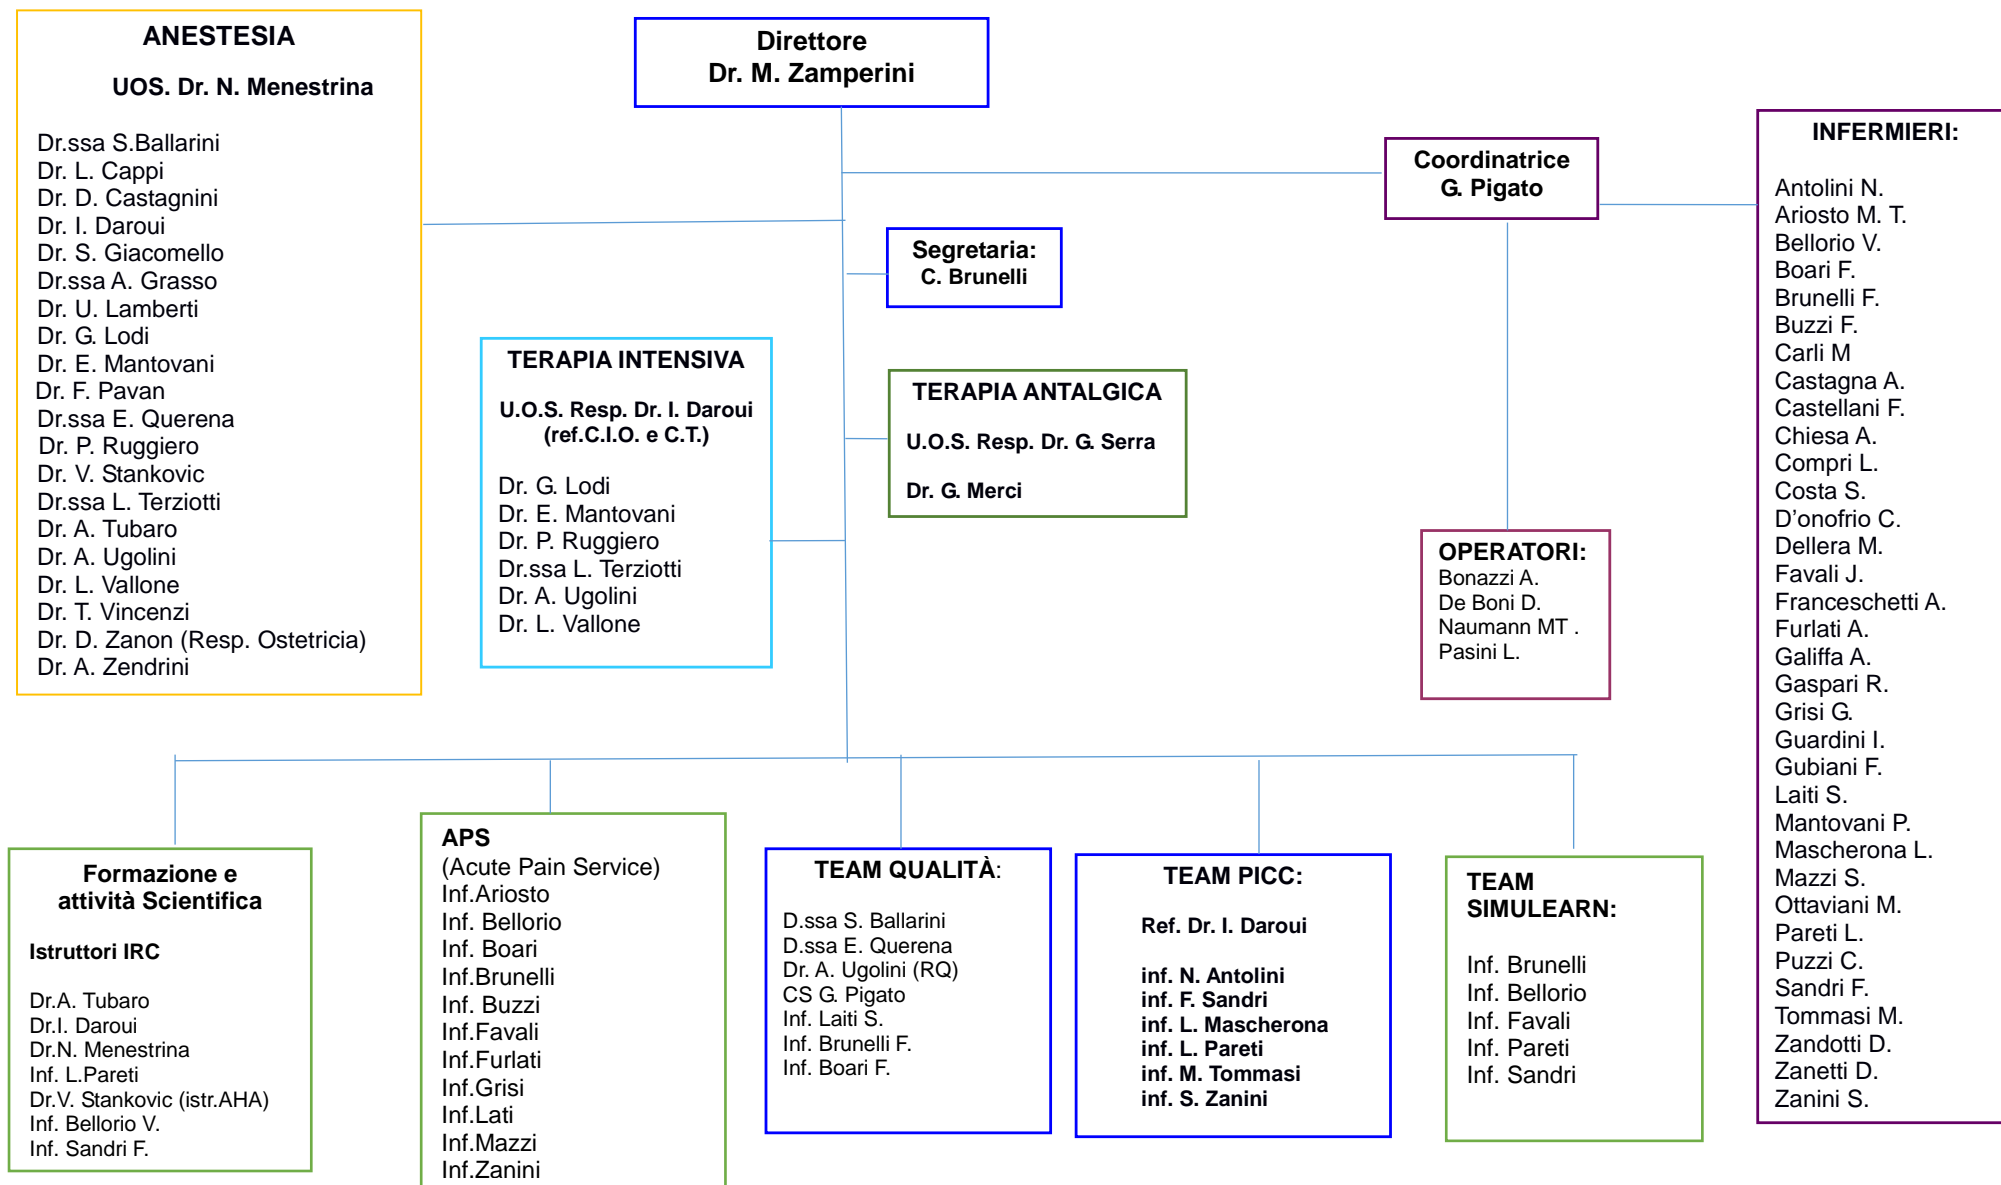 ANESTESIA
UOS. Dr. N. Menestrina
Dr.ssa S.Ballarini
Dr. L. Cappi
Dr. D. Castagnini
Dr. I. Daroui
Dr. S. Giacomello
Dr.ssa A. Grasso
Dr. U. Lamberti
Dr. G. Lodi
Dr. E. Mantovani
Dr. F. Pavan
Dr.ssa E. Querena
Dr. P. Ruggiero
Dr. V. Stankovic
Dr.ssa L. Terziotti
Dr. A. Tubaro
Dr. A. Ugolini
Dr. L. Vallone
Dr. T. Vincenzi
Dr. D. Zanon (Resp. Ostetricia)
Dr. A. Zendrini
Direttore
Dr. M. Zamperini
Coordinatrice
G. Pigato
Segretaria:
C. Brunelli
TERAPIA INTENSIVA
U.O.S. Resp. Dr. I. Daroui
(ref.C.I.O. e C.T.)
Dr. G. Lodi
Dr. E. Mantovani
Dr. P. Ruggiero
Dr.ssa L. Terziotti
Dr. A. Ugolini
Dr. L. Vallone
TERAPIA ANTALGICA
U.O.S. Resp. Dr. G. Serra
Dr. G. Merci
OPERATORI:
Bonazzi A.
De Boni D.
Naumann MT .
Pasini L.
INFERMIERI:
Antolini N.
Ariosto M. T.
Bellorio V.
Boari F.
Brunelli F.
Buzzi F.
Carli M
Castagna A.
Castellani F.
Chiesa A.
Compri L.
Costa S.
D'onofrio C.
Dellera M.
Favali J.
Franceschetti A.
Furlati A.
Galiffa A.
Gaspari R.
Grisi G.
Guardini I.
Gubiani F.
Laiti S.
Mantovani P.
Mascherona L.
Mazzi S.
Ottaviani M.
Pareti L.
Puzzi C.
Sandri F.
Tommasi M.
Zandotti D.
Zanetti D.
Zanini S.
Formazione e
attività Scientifica
Istruttori IRC
Dr.A. Tubaro
Dr.I. Daroui
Dr.N. Menestrina
Inf. L.Pareti
Dr.V. Stankovic (istr.AHA)
Inf. Bellorio V.
Inf. Sandri F.
APS
(Acute Pain Service)
Inf.Ariosto
Inf. Bellorio
Inf. Boari
Inf.Brunelli
Inf. Buzzi
Inf.Favali
Inf.Furlati
Inf.Grisi
Inf.Lati
Inf.Mazzi
Inf.Zanini
TEAM QUALITÀ:
D.ssa S. Ballarini
D.ssa E. Querena
Dr. A. Ugolini (RQ)
CS G. Pigato
Inf. Laiti S.
Inf. Brunelli F.
Inf. Boari F.
TEAM PICC:
Ref. Dr. I. Daroui
inf. N. Antolini
inf. F. Sandri
inf. L. Mascherona
inf. L. Pareti
inf. M. Tommasi
inf. S. Zanini
TEAM
SIMULEARN:
Inf. Brunelli
Inf. Bellorio
Inf. Favali
Inf. Pareti
Inf. Sandri